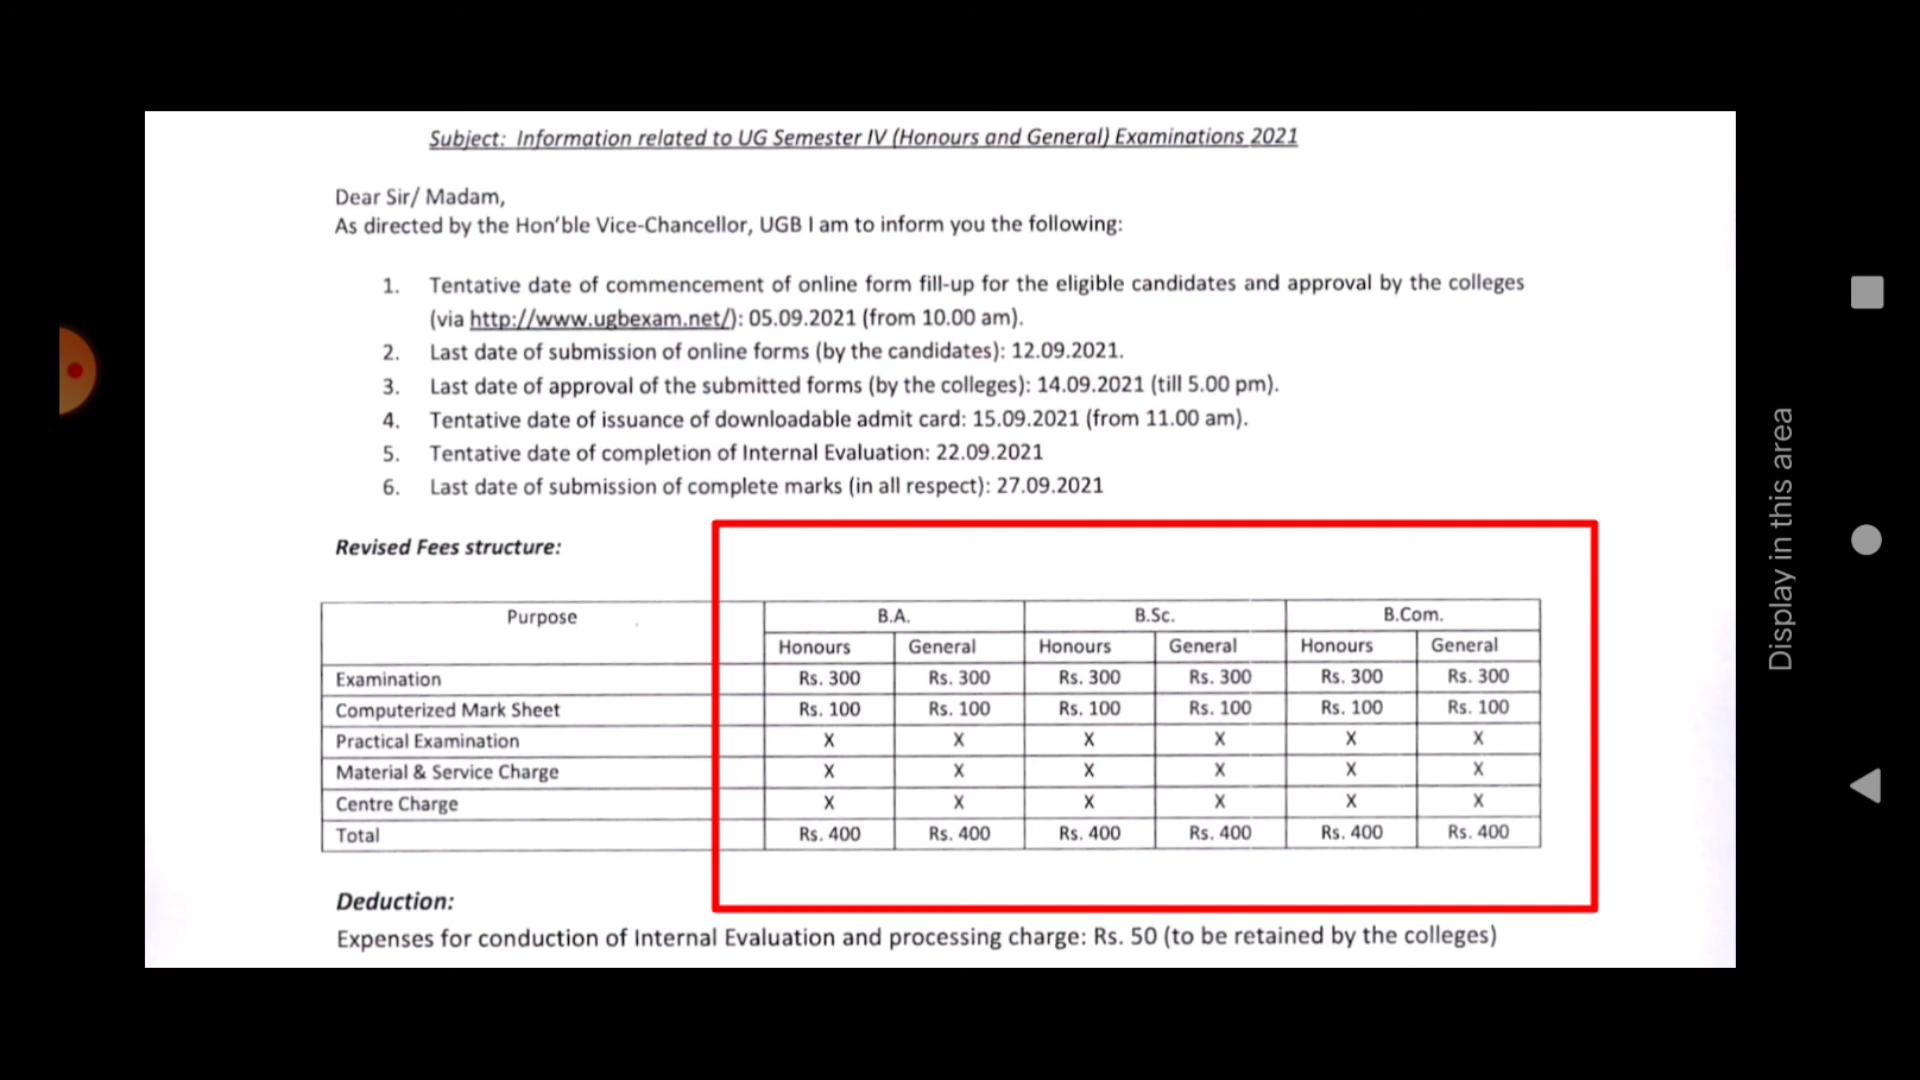 Subject: Information related to UG Semester IV (Honours and General) Examinations 2021
Dear Sir/ Madam,
As directed by the Hon'ble Vice-Chancellor, UGB I am to inform you the following:
1. Tentative date of commencement of online form fill-up for the eligible candidates and approval by the colleges
(via http://www.ugbexam.net/): 05.09.2021 (from 10.00 am).
2. Last date of submission of online forms (by the candidates): 12.09.2021.
3. Last date of approval of the submitted forms (by the colleges): 14.09.2021 (till 5.00 pm).
4. Tentative date of issuance of downloadable admit card: 15.09.2021 (from 11.00 am).
5. Tentative date of completion of Internal Evaluation: 22.09.2021
6. Last date of submission of complete marks (in all respect): 27.09.2021
Revised Fees structure:
Purpose B.A. B.Sc. B.Com.
Honours General Honours General Honours General
Examination Rs. 300 Rs. 300 Rs. 300 Rs. 300 Rs. 300 Rs. 300
Computerized Mark Sheet Rs. 100 Rs. 100 Rs. 100 Rs. 100 Rs. 100 Rs. 100
Practical Examination X X X X X X
Material & Service Charge X X X X X X
Centre Charge X X X X X X
Total Rs. 400 Rs. 400 Rs. 400 Rs. 400 Rs. 400 Rs. 400
Deduction:
Expenses for conduction of Internal Evaluation and processing charge: Rs. 50 (to be retained by the colleges)
Display in this area